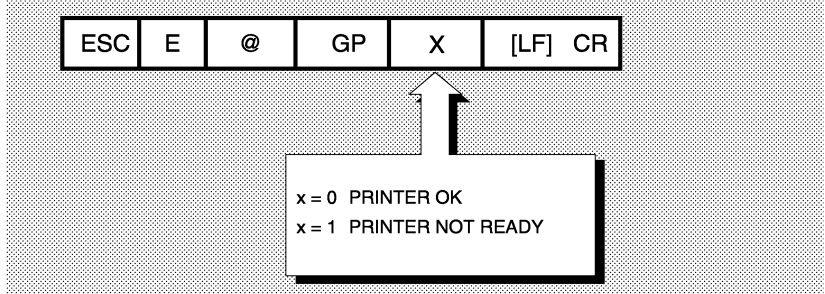 ESC E @ GP X [LF] CR
x = 0 PRINTER OK
x = 1 PRINTER NOT READY